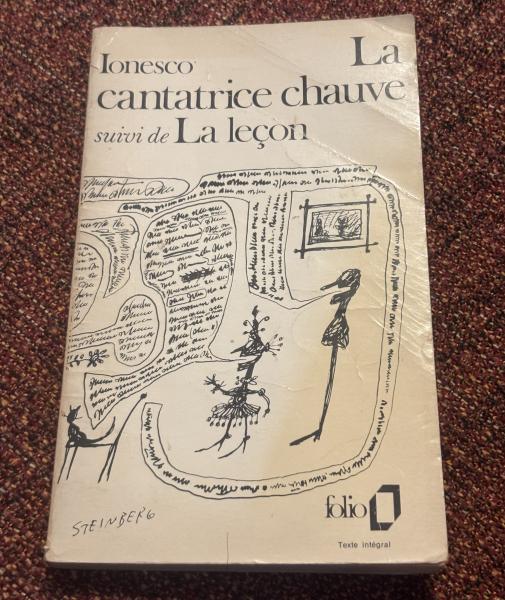 La
Ionesco
cantatrice chauve
suivi de La leçon
STEINBERG
folio
Texte intégral